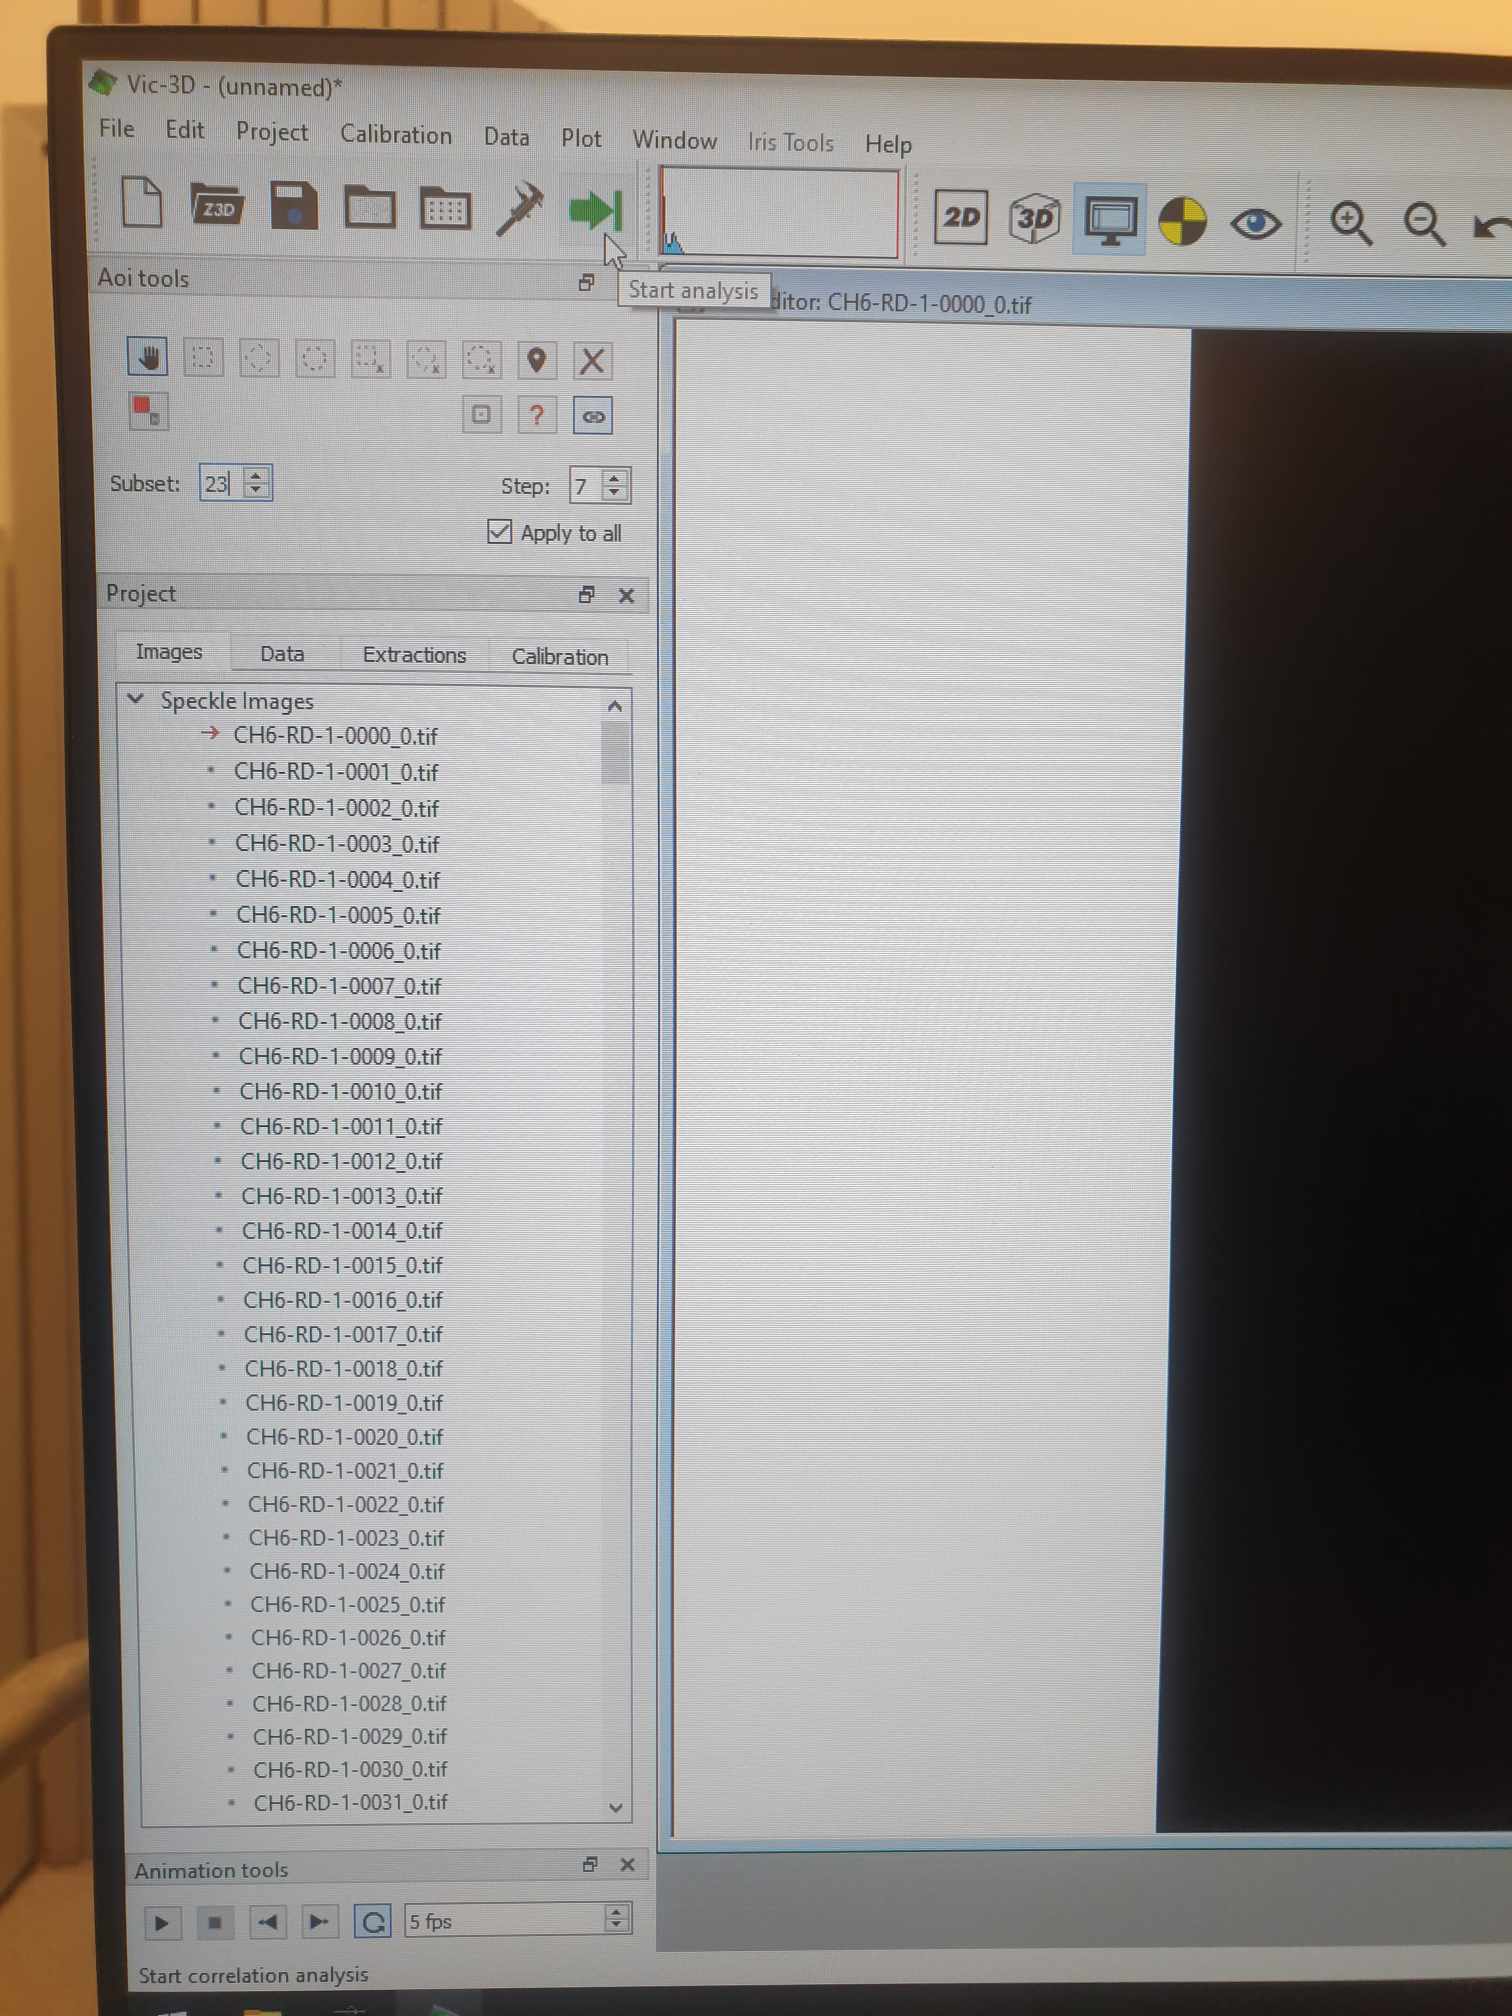 Vic-3D - (unnamed)*
File Edit Project Calibration Data Plot Window Iris Tools Help
Z3D 2D 3D
Aoi tools
Start analysis
ditor: CH6-RD-1-0000_0.tif
?
Subset: 23 Step: 7
Apply to all
Project
Images Data Extractions Calibration
Speckle Images
CH6-RD-1-0000_0.tif
CH6-RD-1-0001_0.tif
CH6-RD-1-0002_0.tif
CH6-RD-1-0003_0.tif
CH6-RD-1-0004_0.tif
CH6-RD-1-0005_0.tif
CH6-RD-1-0006_0.tif
CH6-RD-1-0007_0.tif
CH6-RD-1-0008_0.tif
CH6-RD-1-0009_0.tif
CH6-RD-1-0010_0.tif
CH6-RD-1-0011_0.tif
CH6-RD-1-0012_0.tif
CH6-RD-1-0013_0.tif
CH6-RD-1-0014_0.tif
CH6-RD-1-0015_0.tif
CH6-RD-1-0016_0.tif
CH6-RD-1-0017_0.tif
CH6-RD-1-0018_0.tif
CH6-RD-1-0019_0.tif
CH6-RD-1-0020_0.tif
CH6-RD-1-0021_0.tif
CH6-RD-1-0022_0.tif
CH6-RD-1-0023_0.tif
CH6-RD-1-0024_0.tif
CH6-RD-1-0025_0.tif
CH6-RD-1-0026_0.tif
CH6-RD-1-0027_0.tif
CH6-RD-1-0028_0.tif
CH6-RD-1-0029_0.tif
CH6-RD-1-0030_0.tif
CH6-RD-1-0031_0.tif
Animation tools
5 fps
Start correlation analysis